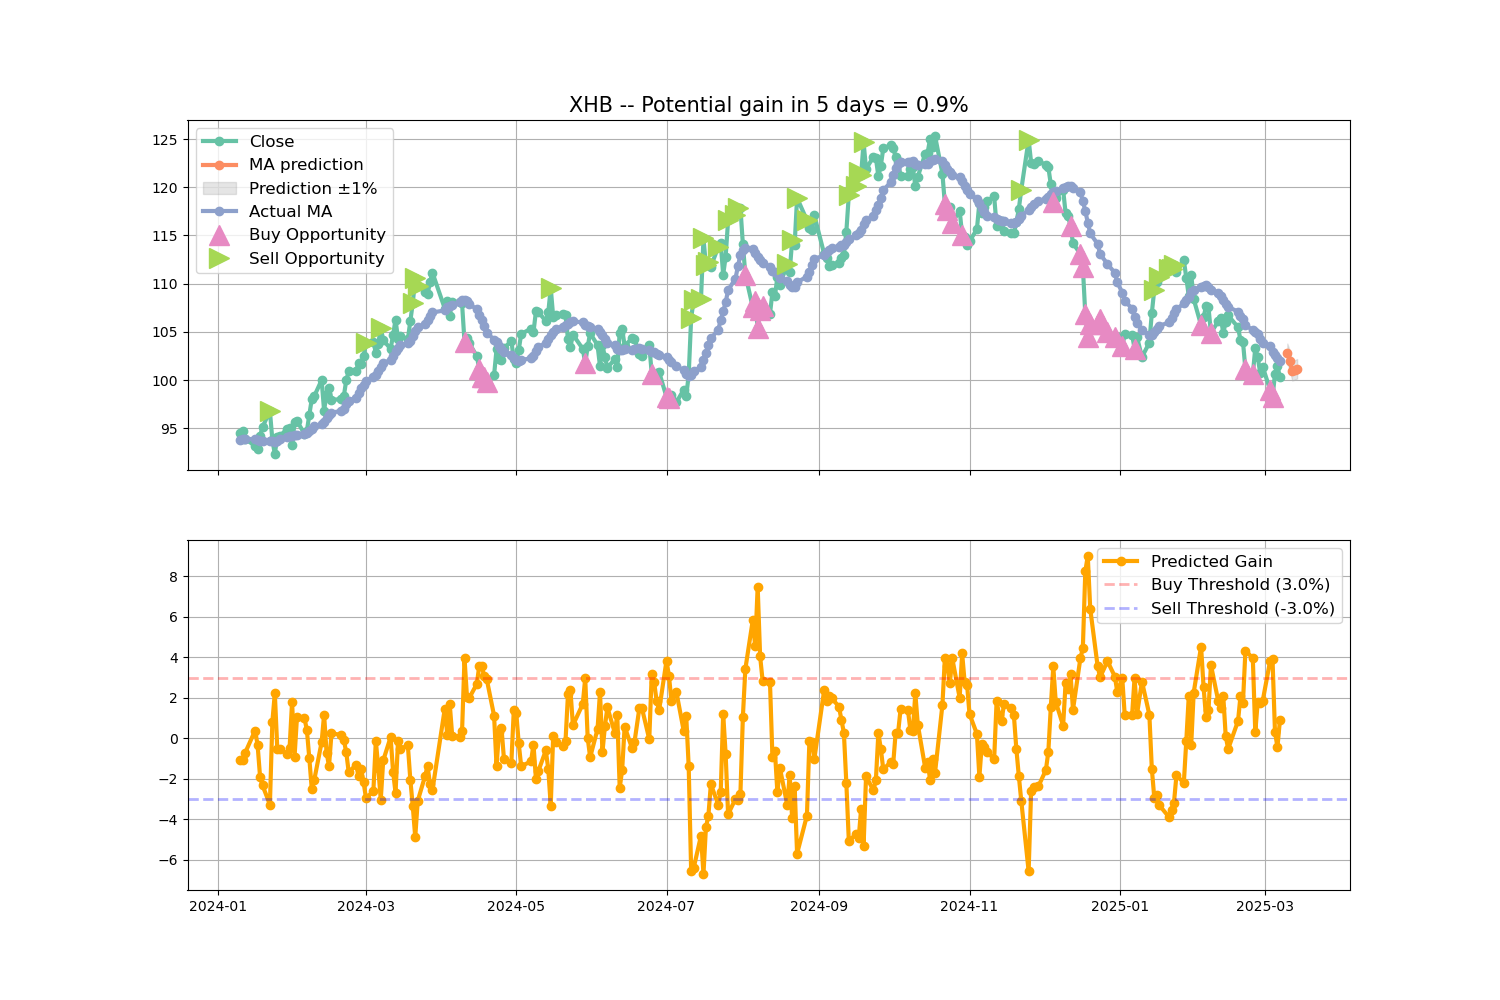 XHB -- Potential gain in 5 days = 0.9%
125
120
115
110
105
100
95
Close
MA prediction
Prediction ±1%
Actual MA
Buy Opportunity
Sell Opportunity
8
6
4
2
0
−2
−4
−6
Predicted Gain
Buy Threshold (3.0%)
Sell Threshold (-3.0%)
2024-01 2024-03 2024-05 2024-07 2024-09 2024-11 2025-01 2025-03